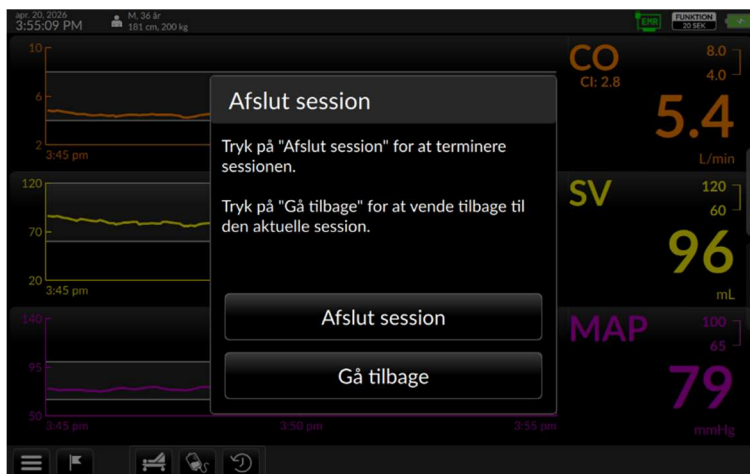 apr. 20, 2026
3:55:09 PM
M, 36 år
181 cm, 200 kg
EMR
FUNKTION
20 SEK
10
6
2
3:45 pm
CO
CI: 2.8
8.0
4.0
5.4
L/min
Afslut session
Tryk på "Afslut session" for at terminere
sessionen.
Tryk på "Gå tilbage" for at vende tilbage til
den aktuelle session.
Afslut session
Gå tilbage
120
70
20
3:45 pm
SV
120
60
96
mL
140
95
50
3:45 pm
3:50 pm
3:55 pm
MAP
100
65
79
mmHg